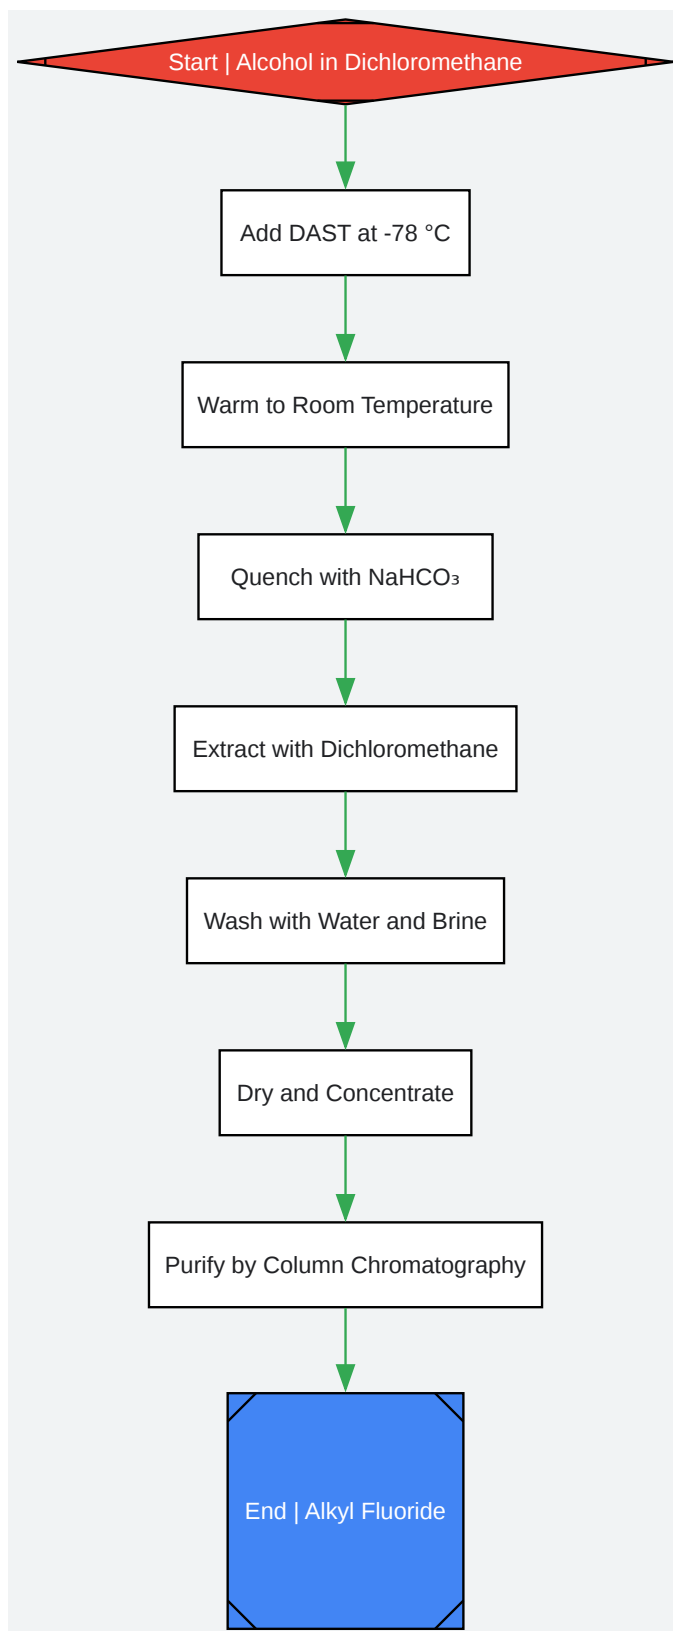 Start | Alcohol in Dichloromethane
Add DAST at -78 °C
Warm to Room Temperature
Quench with NaHCO₃
Extract with Dichloromethane
Wash with Water and Brine
Dry and Concentrate
Purify by Column Chromatography
End | Alkyl Fluoride